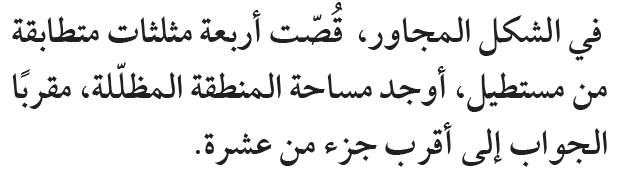 في الشكل المجاور، قُصّت أربعة مثلثات متطابقة
من مستطيل، أوجد مساحة المنطقة المظلّلة، مقربًا
الجواب إلى أقرب جزء من عشرة.